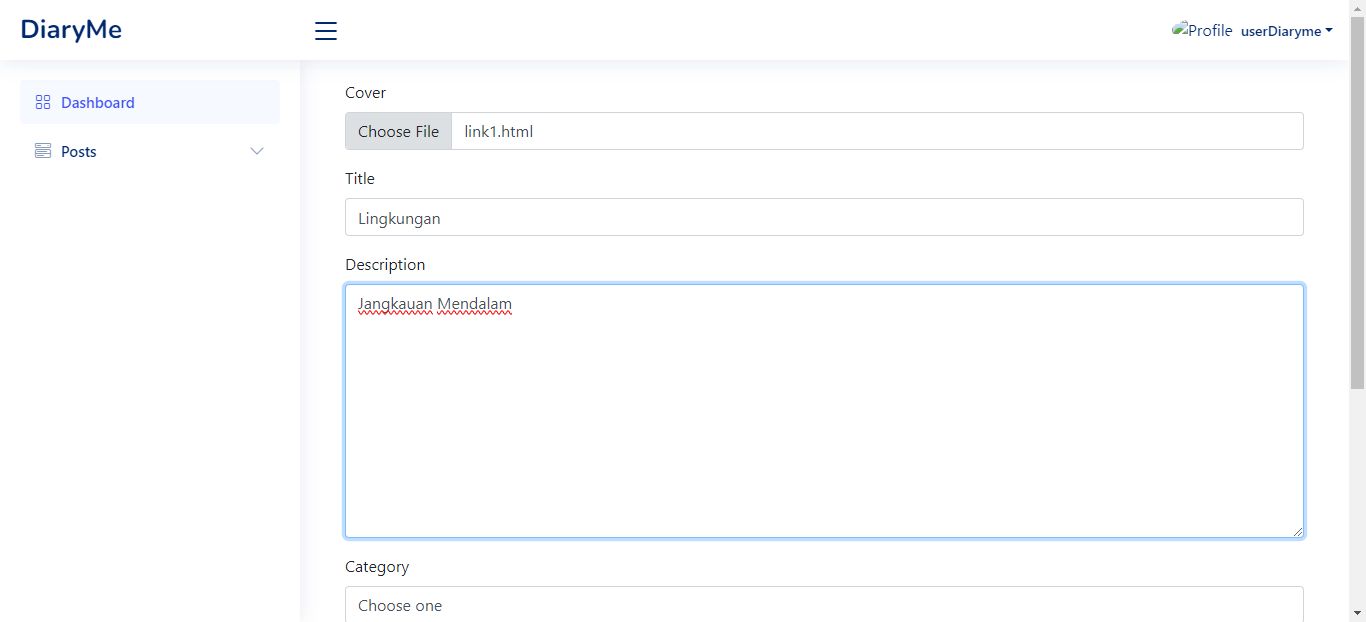 DiaryMe
Profile userDiaryme
Dashboard
Posts
Cover
Choose File link1.html
Title
Lingkungan
Description
Jangkauan Mendalam
Category
Choose one